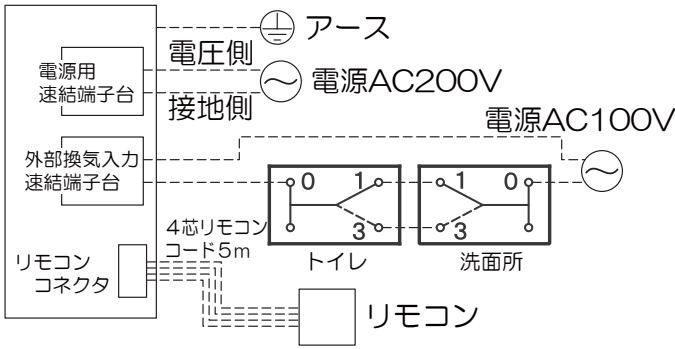 アース
電圧側
電源用
速結端子台
電源AC200V
接地側
電源AC100V
外部換気入力
速結端子台
0 1 1 0
3 3
4芯リモコン
コード5m
トイレ 洗面所
リモコン
コネクタ
リモコン